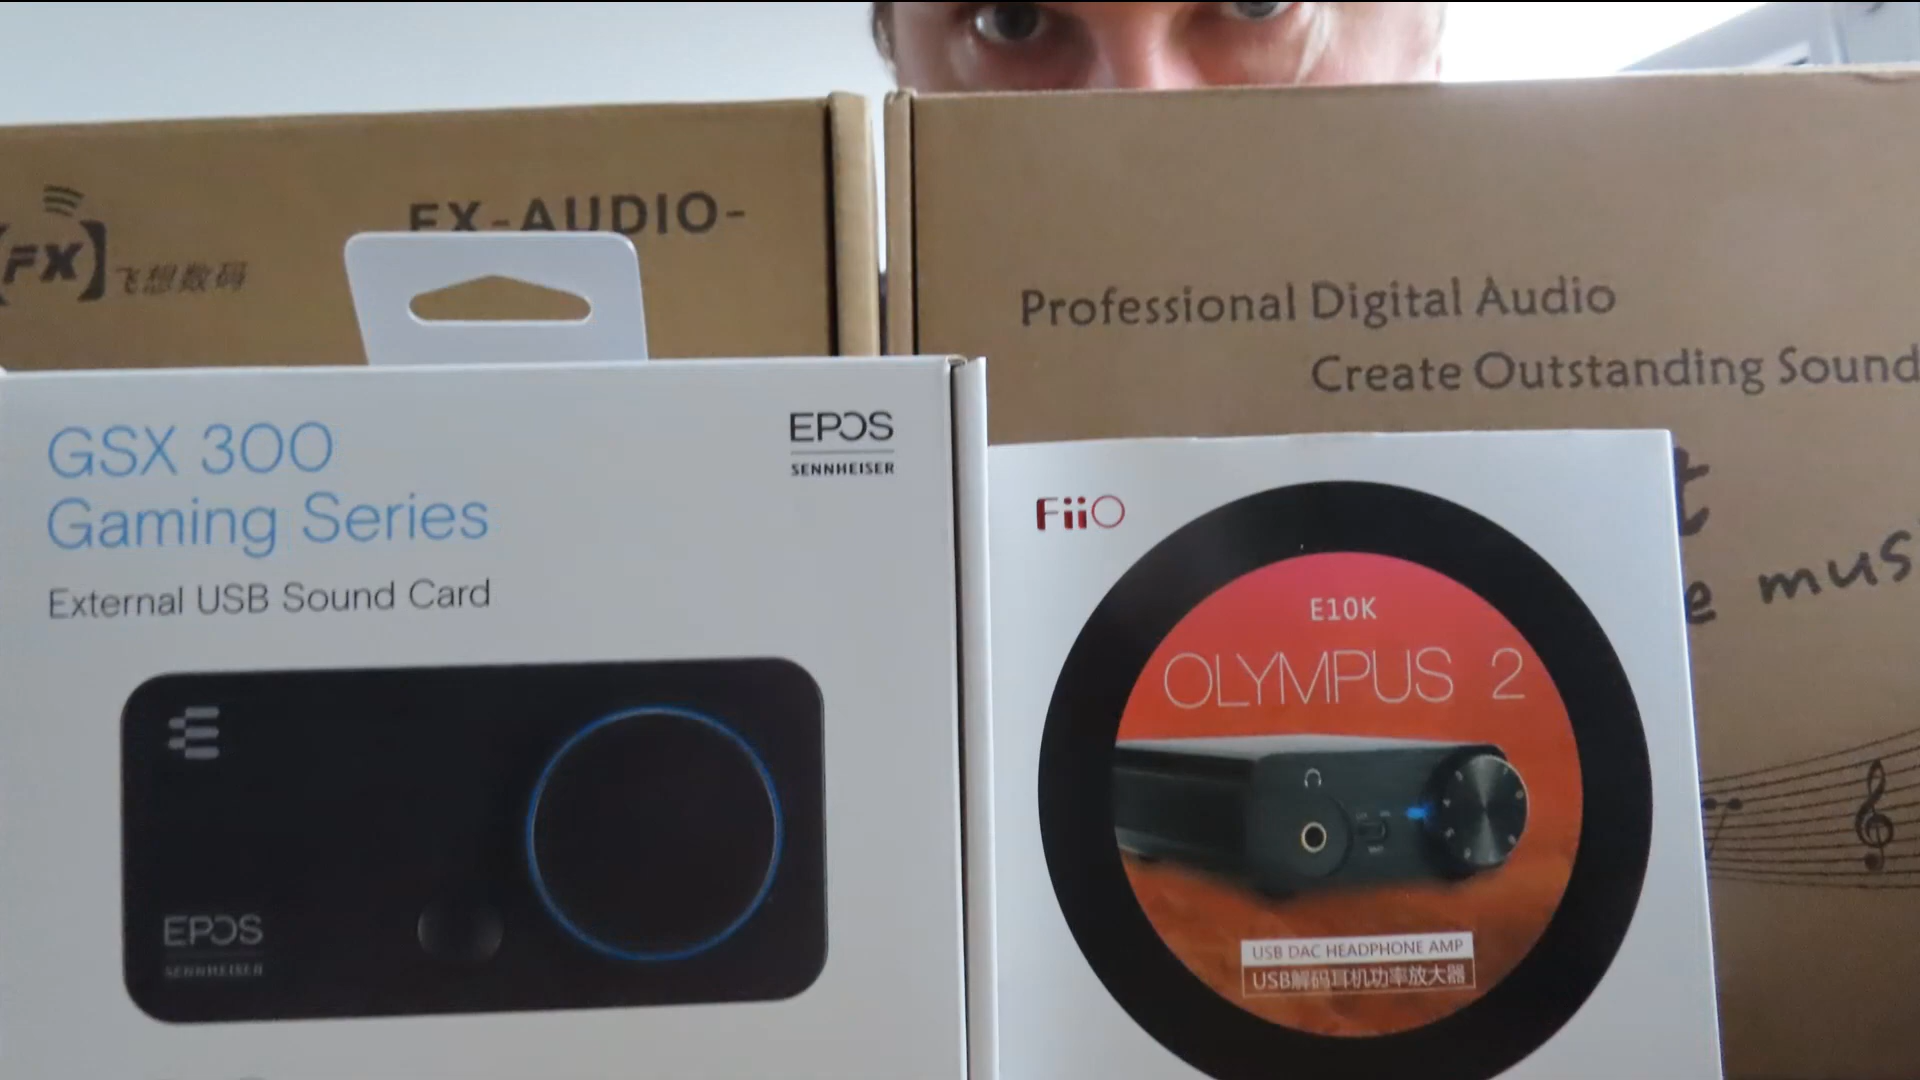 FX-AUDIO-
[FX] 飞想数码
Professional Digital Audio
Create Outstanding Sound
GSX 300
Gaming Series
External USB Sound Card
EPOS
SENNHEISER
EPOS
SENNHEISER
FiiO
E10K
OLYMPUS 2
USB DAC HEADPHONE AMP
USB解码耳机功率放大器
t
e mus